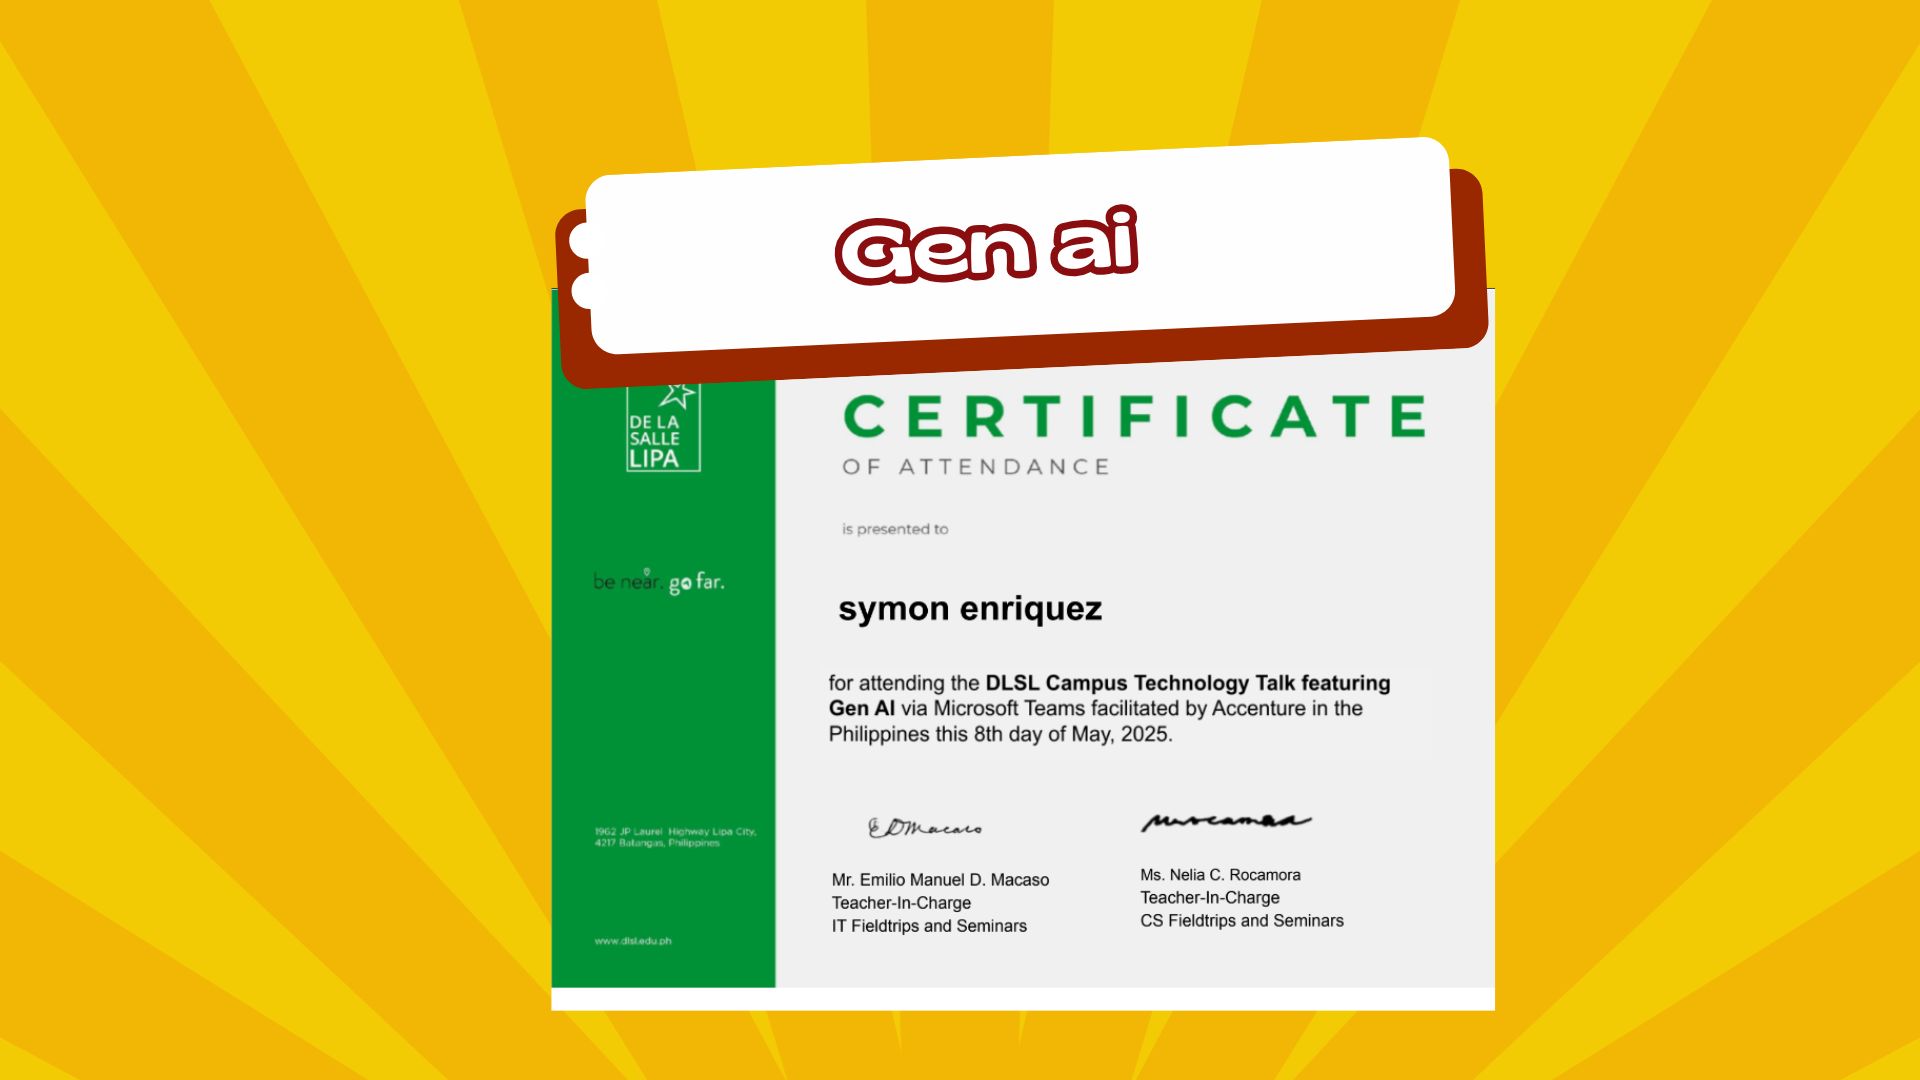 Gen ai
DE LA
SALLE
LIPA
CERTIFICATE
OF ATTENDANCE
is presented to
be near. go far.
symon enriquez
for attending the DLSL Campus Technology Talk featuring
Gen AI via Microsoft Teams facilitated by Accenture in the
Philippines this 8th day of May, 2025.
1962 JP Laurel Highway Lipa City,
4217 Batangas, Philippines
EDMacaso
Mr. Emilio Manuel D. Macaso
Teacher-In-Charge
IT Fieldtrips and Seminars
Ms. Nelia C. Rocamora
Teacher-In-Charge
CS Fieldtrips and Seminars
www.dlsl.edu.ph